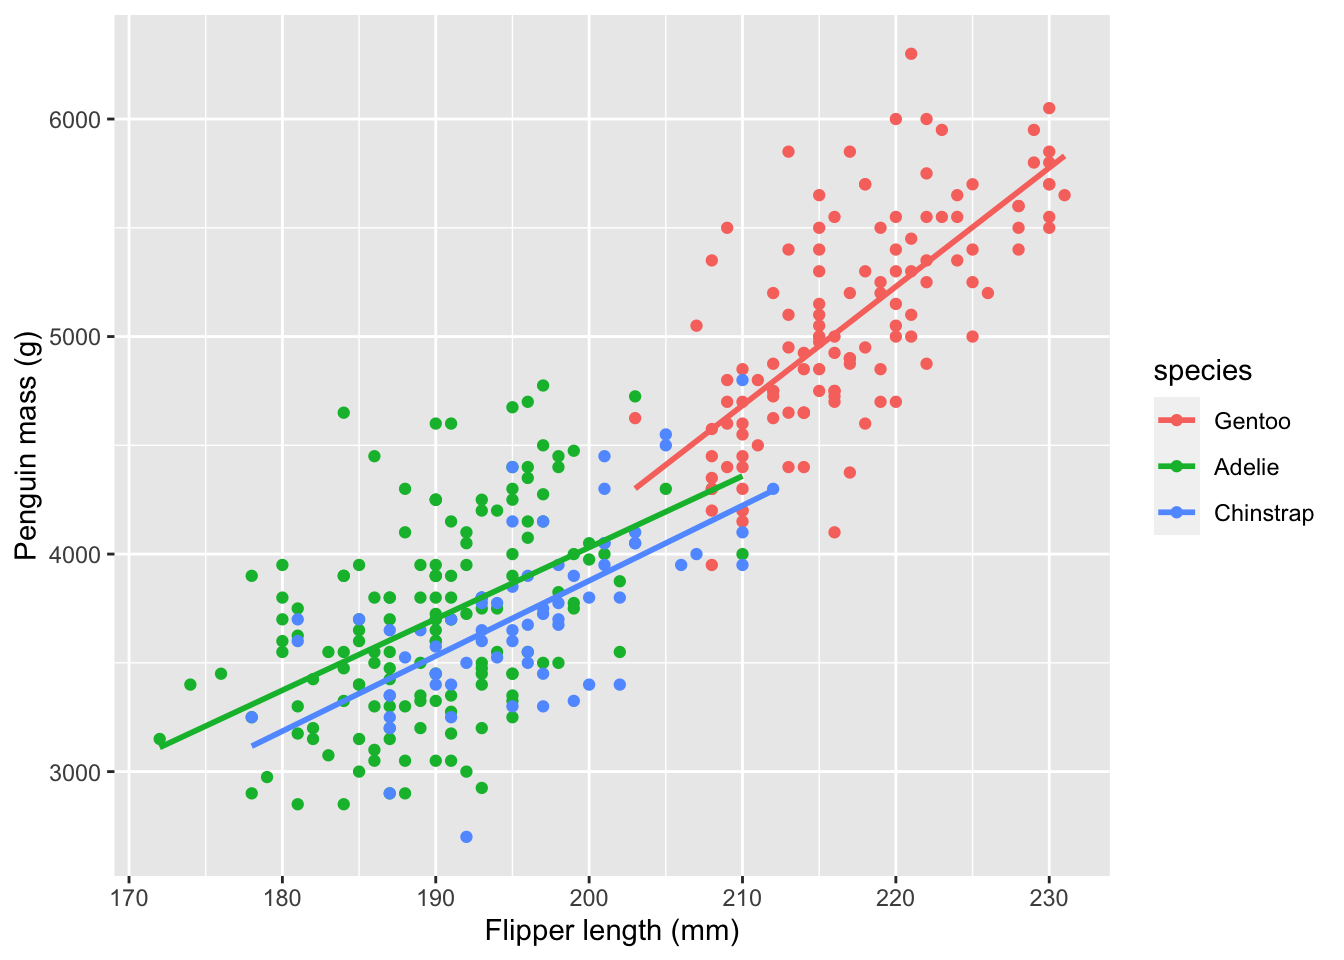 6000
5000
4000
3000
Penguin mass (g)
170 180 190 200 210 220 230
Flipper length (mm)
species
Gentoo
Adelie
Chinstrap